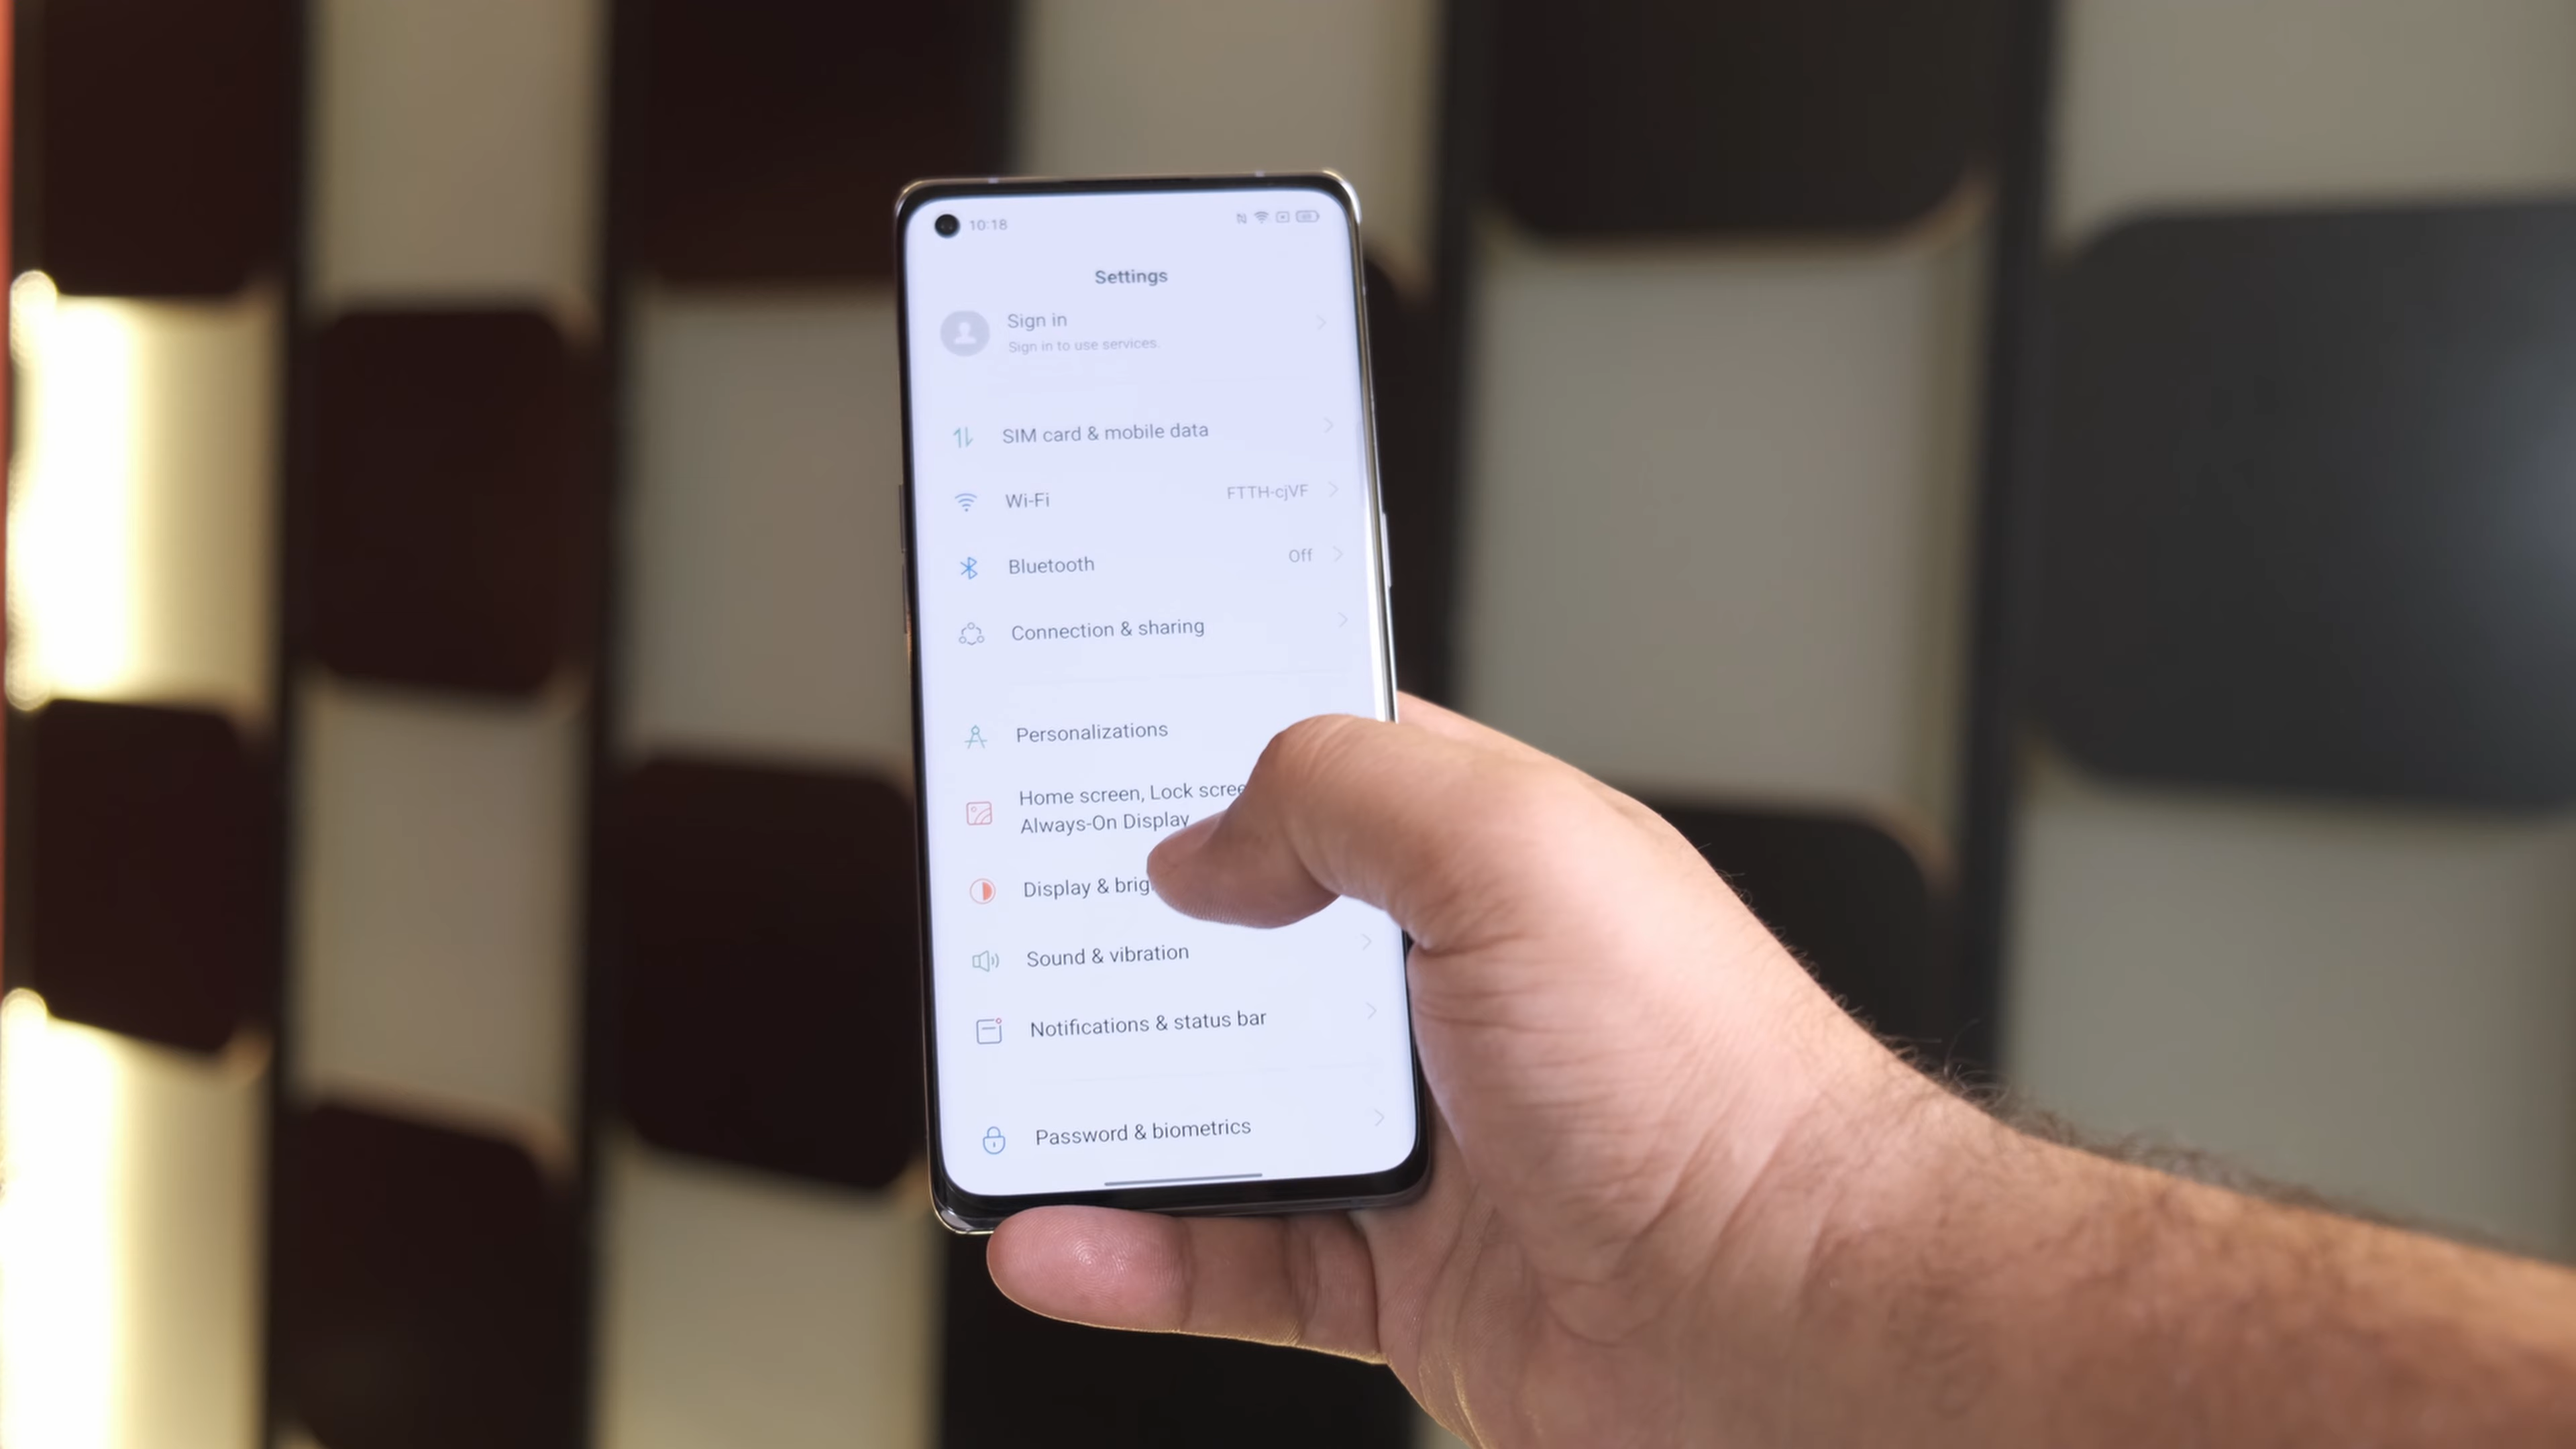 10:18
Settings
Sign in
Sign in to use services.
SIM card & mobile data
Wi-Fi
FTTH-cjVF
Bluetooth
Off
Connection & sharing
Personalizations
Home screen, Lock scree
Always-On Display
Display & brig
Sound & vibration
Notifications & status bar
Password & biometrics